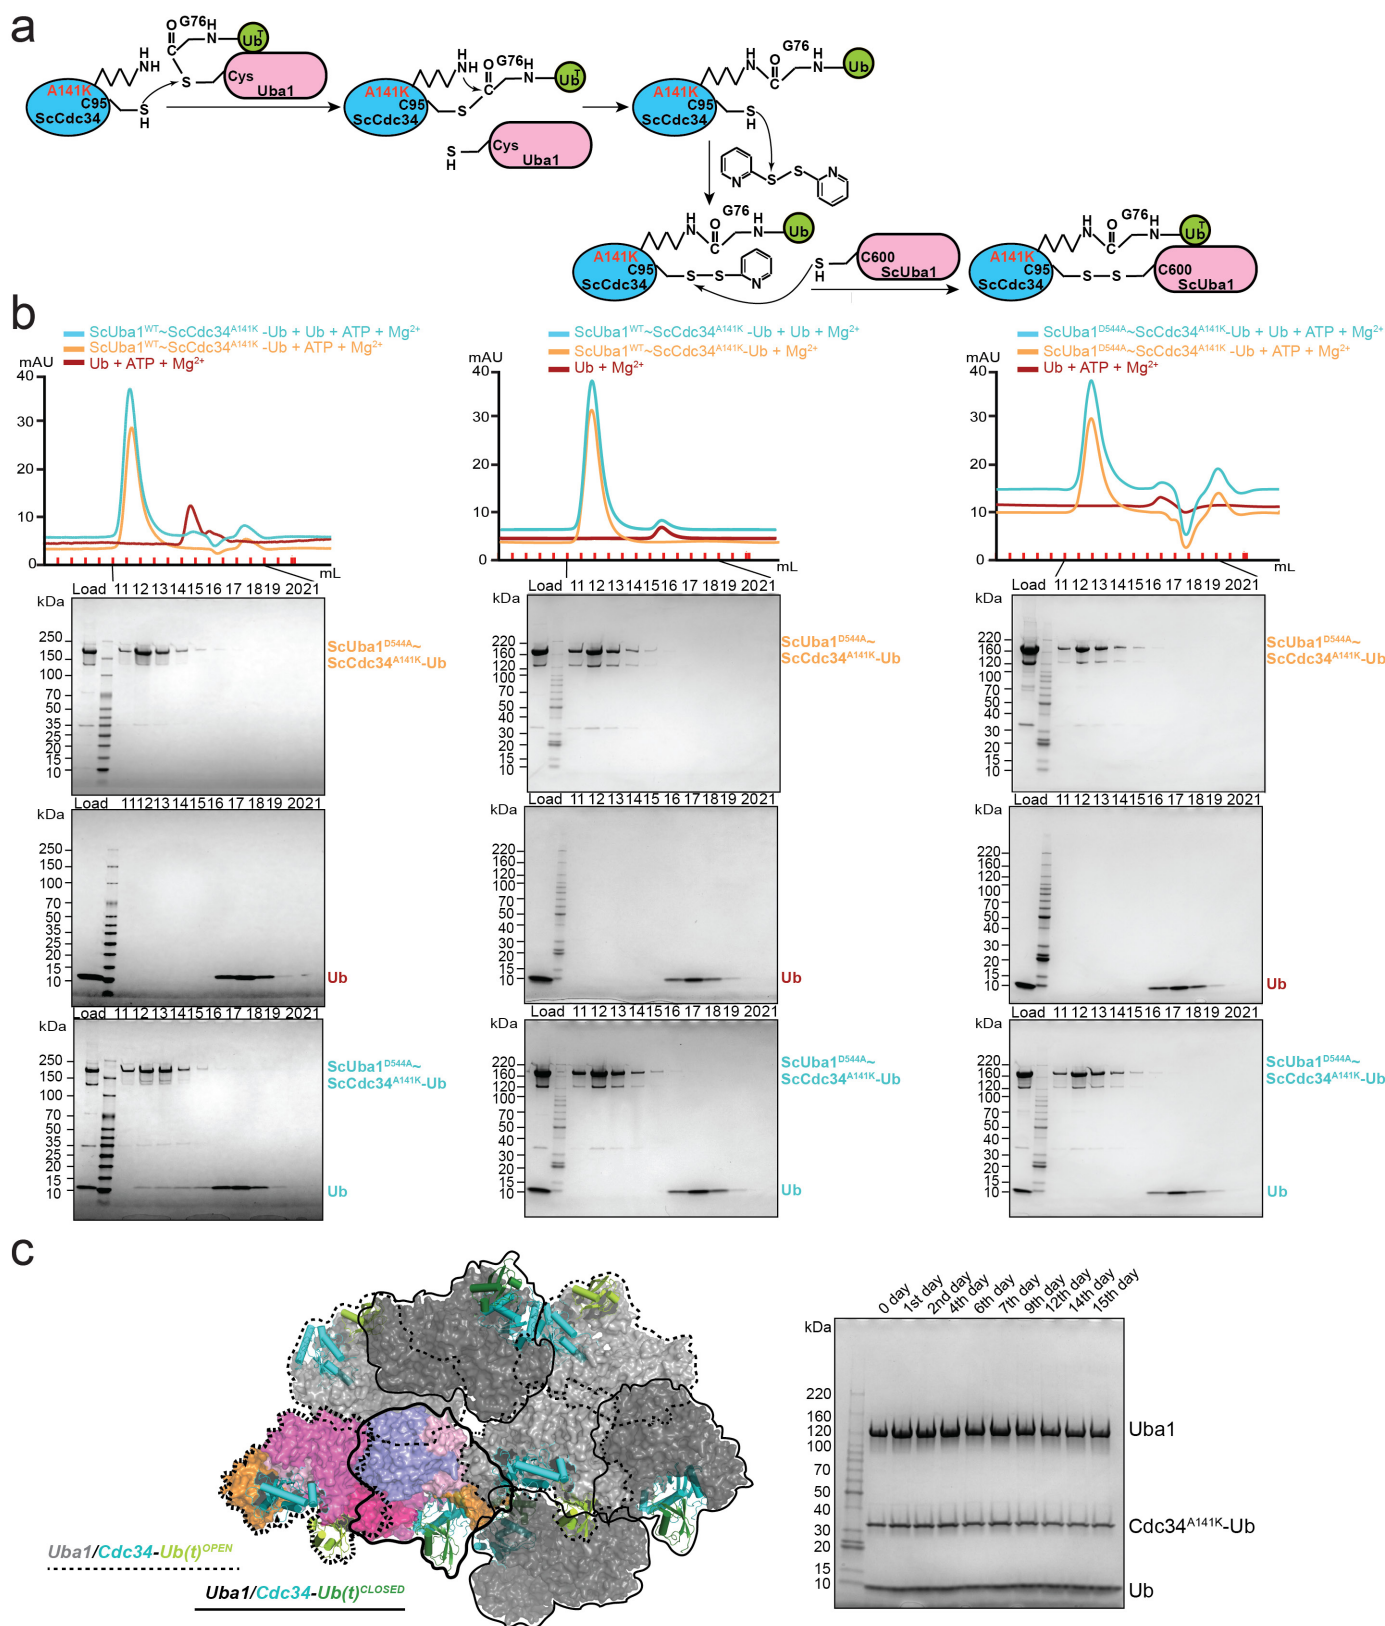 a
O G76 H N Ub T
H NH
A141K C95 ScCdc34 S H S Cys Uba1
H NH O G76 H N Ub T
A141K C95 ScCdc34 S
S H Cys Uba1
H N O G76 H N Ub
A141K C95 ScCdc34 S H
N S S N
H N O G76 H N Ub
A141K C95 ScCdc34 S S N
S H C600 ScUba1
H N O G76 H N Ub T
A141K C95 ScCdc34 S S C600 ScUba1
b
ScUba1WT~ScCdc34A141K -Ub + Ub + ATP + Mg2+
ScUba1WT~ScCdc34A141K -Ub + ATP + Mg2+
Ub + ATP + Mg2+
mAU
40
30
20
10
0
mL
ScUba1WT~ScCdc34A141K -Ub + Ub + Mg2+
ScUba1WT~ScCdc34A141K-Ub + Mg2+
Ub + Mg2+
mAU
40
30
20
10
0
mL
ScUba1D544A~ScCdc34A141K-Ub + Ub + ATP + Mg2+
ScUba1D544A~ScCdc34A141K -Ub + ATP + Mg2+
Ub + ATP + Mg2+
mAU
40
30
20
10
0
mL
Load 11 12 13 14 15 16 17 18 19 20 21
kDa
250
150
100
70
50
35
25
20
15
10
ScUba1D544A~
ScCdc34A141K-Ub
Load 11 12 13 14 15 16 17 18 19 20 21
kDa
220
160
120
100
70
50
40
30
20
15
10
ScUba1D544A~
ScCdc34A141K-Ub
Load 11 12 13 14 15 16 17 18 19 20 21
kDa
220
160
120
100
70
50
40
30
20
15
10
ScUba1D544A~
ScCdc34A141K-Ub
Load 11 12 13 14 15 16 17 18 19 20 21
kDa
250
150
100
70
50
35
25
20
15
10
Ub
Load 11 12 13 14 15 16 17 18 19 20 21
kDa
220
160
120
100
70
50
40
30
20
15
10
Ub
Load 11 12 13 14 15 16 17 18 19 20 21
kDa
220
160
120
100
70
50
40
30
20
15
10
Ub
Load 11 12 13 14 15 16 17 18 19 20 21
kDa
250
150
100
70
50
35
25
20
15
10
ScUba1D544A~
ScCdc34A141K-Ub
Ub
Load 11 12 13 14 15 16 17 18 19 20 21
kDa
220
160
120
100
70
50
40
30
20
15
10
ScUba1D544A~
ScCdc34A141K-Ub
Ub
Load 11 12 13 14 15 16 17 18 19 20 21
kDa
220
160
120
100
70
50
40
30
20
15
10
ScUba1D544A~
ScCdc34A141K-Ub
Ub
c
Uba1/Cdc34-Ub(t)OPEN
Uba1/Cdc34-Ub(t)CLOSED
0 day
1st day
2nd day
4th day
6th day
7th day
9th day
12th day
14th day
15th day
kDa
220
160
120
100
70
50
40
30
20
15
10
Uba1
Cdc34A141K-Ub
Ub